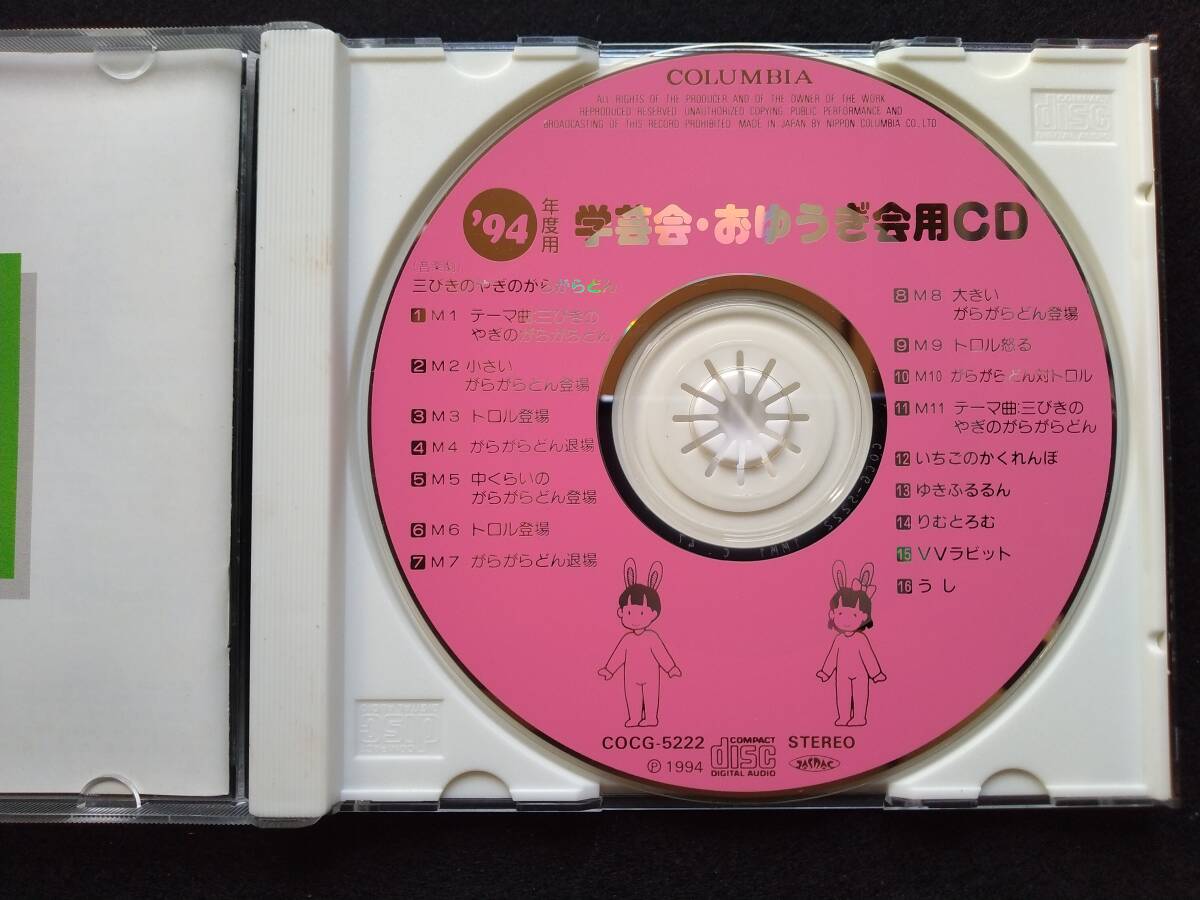 COLUMBIA
ALL RIGHTS OF THE PRODUCER AND OF THE OWNER OF THE WORK
REPRODUCED RESERVED. UNAUTHORIZED COPYING, PUBLIC PERFORMANCE AND
BROADCASTING OF THIS RECORD PROHIBITED. MADE IN JAPAN BY NIPPON COLUMBIA CO., LTD.
'94 年度用 学芸会・おゆうぎ会用CD
(音楽劇)
三びきのやぎのがらがらどん
1 M1 テーマ曲:三びきの
やぎのがらがらどん
2 M2 小さい
がらがらどん登場
3 M3 トロル登場
4 M4 がらがらどん退場
5 M5 中くらいの
がらがらどん登場
6 M6 トロル登場
7 M7 がらがらどん退場
8 M8 大きい
がらがらどん登場
9 M9 トロル怒る
10 M10 がらがらどん対トロル
11 M11 テーマ曲:三びきの
やぎのがらがらどん
12 いちごのかくれんぼ
13 ゆきふるるん
14 りむとろむ
15 VVラビット
16 うし
COCG-5222
℗ 1994
COMPACT
disc
DIGITAL AUDIO
STEREO
JASRAC
COMPACT
disc
DIGITAL AUDIO
COCG-5222